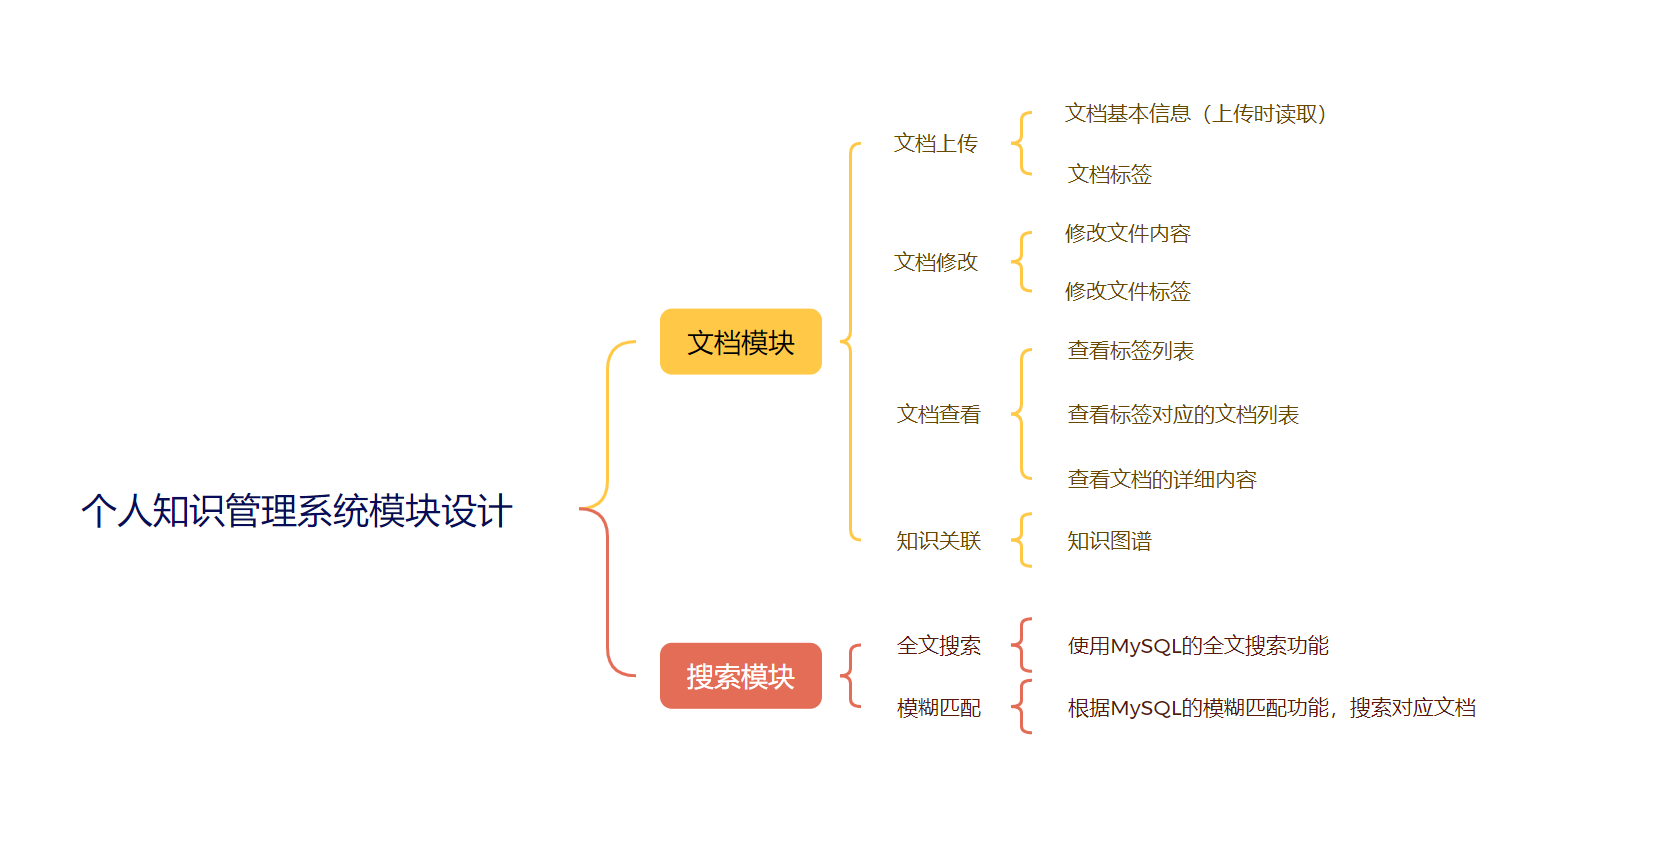 个人知识管理系统模块设计
文档模块
文档上传
文档基本信息（上传时读取）
文档标签
文档修改
修改文件内容
修改文件标签
文档查看
查看标签列表
查看标签对应的文档列表
查看文档的详细内容
知识关联
知识图谱
搜索模块
全文搜索
使用MySQL的全文搜索功能
模糊匹配
根据MySQL的模糊匹配功能，搜索对应文档